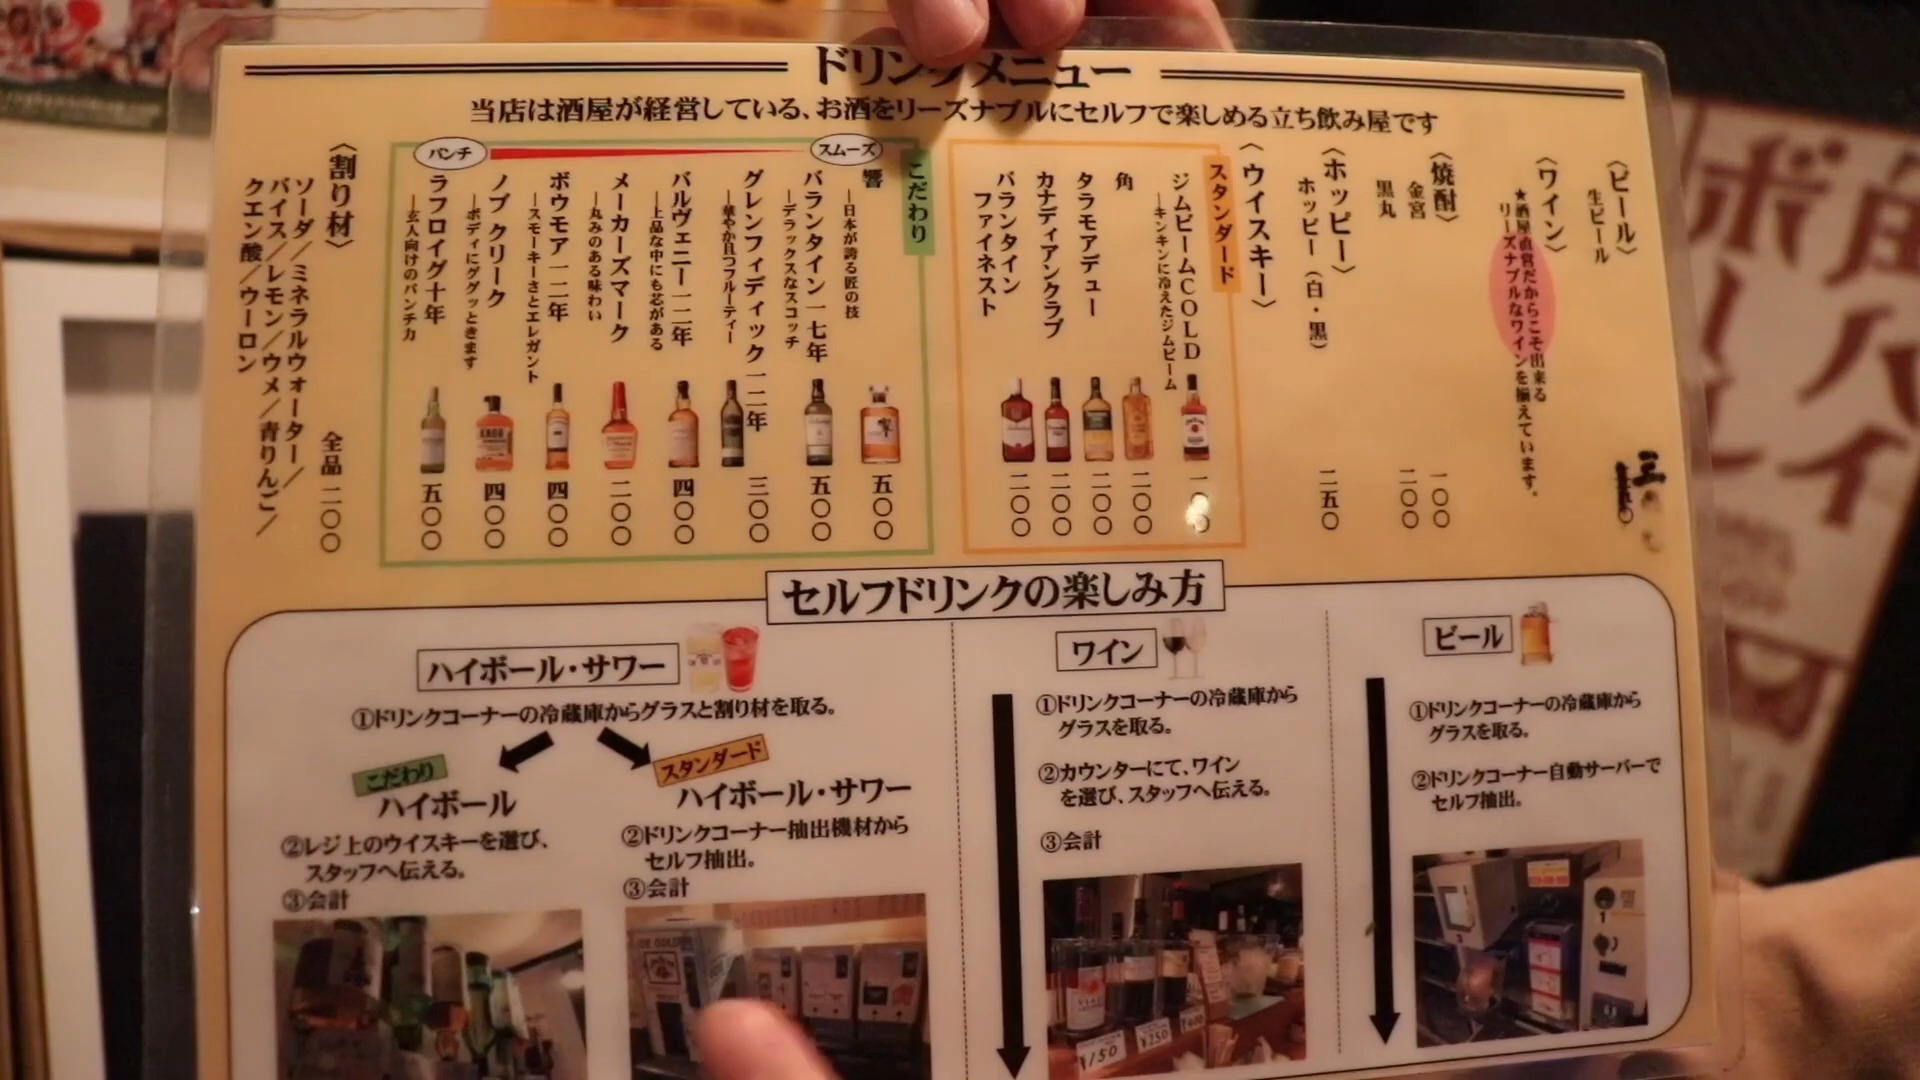 ドリンクメニュー
当店は酒屋が経営している、お酒をリーズナブルにセルフで楽しめる立ち飲み屋です
〈ビール〉
生ビール
〈ワイン〉
★酒屋直営だからこそ出来る
リーズナブルなワインを揃えています。
〈焼酎〉
金宮 一〇〇
黒丸 二〇〇
〈ホッピー〉
ホッピー（白・黒） 二五〇
〈ウイスキー〉
スタンダード
ジムビームCOLD 一〇〇
―キンキンに冷えたジムビーム
角 二〇〇
タラモアデュー 二〇〇
カナディアンクラブ 二〇〇
バランタイン
ファイネスト 二〇〇
こだわり
スムーズ
パンチ
響 五〇〇
―日本が誇る匠の技
バランタイン一七年 五〇〇
―デラックスなスコッチ
グレンフィディック一二年 三〇〇
―華やか且つフルーティー
バルヴェニー一二年 四〇〇
―上品な中にも芯がある
メーカーズマーク 二〇〇
―丸みのある味わい
ボウモア一二年 四〇〇
―スモーキーさとエレガント
ノブクリーク 四〇〇
―ボディにググッときます
ラフロイグ十年 五〇〇
―玄人向けのパンチ力
〈割り材〉 全品二〇〇
ソーダ／ミネラルウォーター／
バイス／レモン／ウメ／青りんご／
クエン酸／ウーロン
セルフドリンクの楽しみ方
ハイボール・サワー
①ドリンクコーナーの冷蔵庫からグラスと割り材を取る。
こだわり
ハイボール
②レジ上のウイスキーを選び、
スタッフへ伝える。
③会計
スタンダード
ハイボール・サワー
②ドリンクコーナー抽出機材から
セルフ抽出。
③会計
ワイン
①ドリンクコーナーの冷蔵庫から
グラスを取る。
②カウンターにて、ワイン
を選び、スタッフへ伝える。
③会計
¥150
¥250
ビール
①ドリンクコーナーの冷蔵庫から
グラスを取る。
②ドリンクコーナー自動サーバーで
セルフ抽出。
角ハイ
ボール